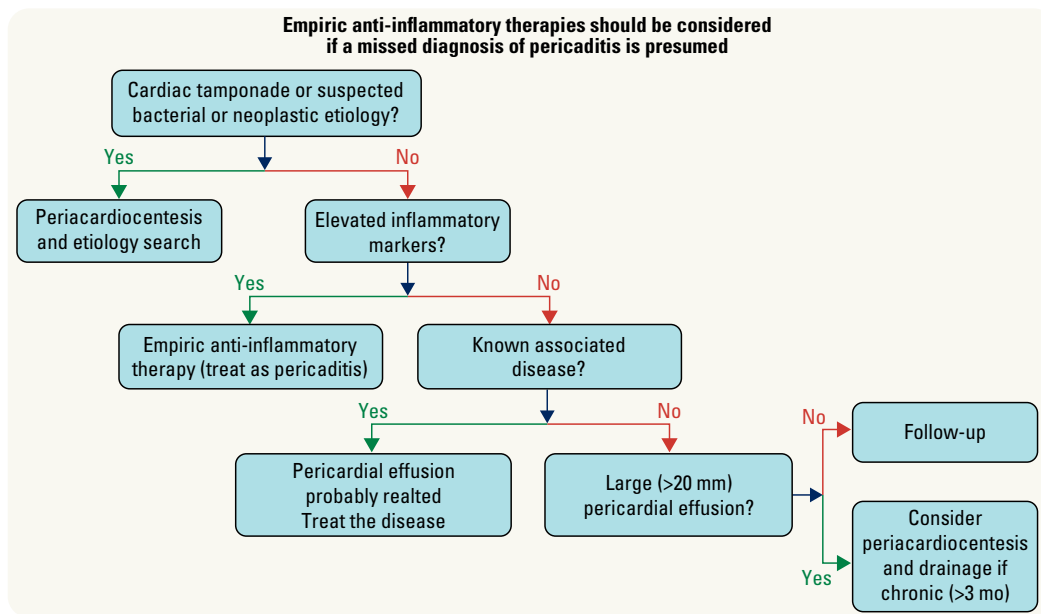 Empiric anti-inflammatory therapies should be considered
if a missed diagnosis of pericaditis is presumed
Cardiac tamponade or suspected
bacterial or neoplastic etiology?
Yes
No
Periacardiocentesis
and etiology search
Elevated inflammatory
markers?
Yes
No
Empiric anti-inflammatory
therapy (treat as pericaditis)
Known associated
disease?
Yes
No
Pericardial effusion
probably realted
Treat the disease
Large (>20 mm)
pericardial effusion?
No
Follow-up
Yes
Consider
periacardiocentesis
and drainage if
chronic (>3 mo)